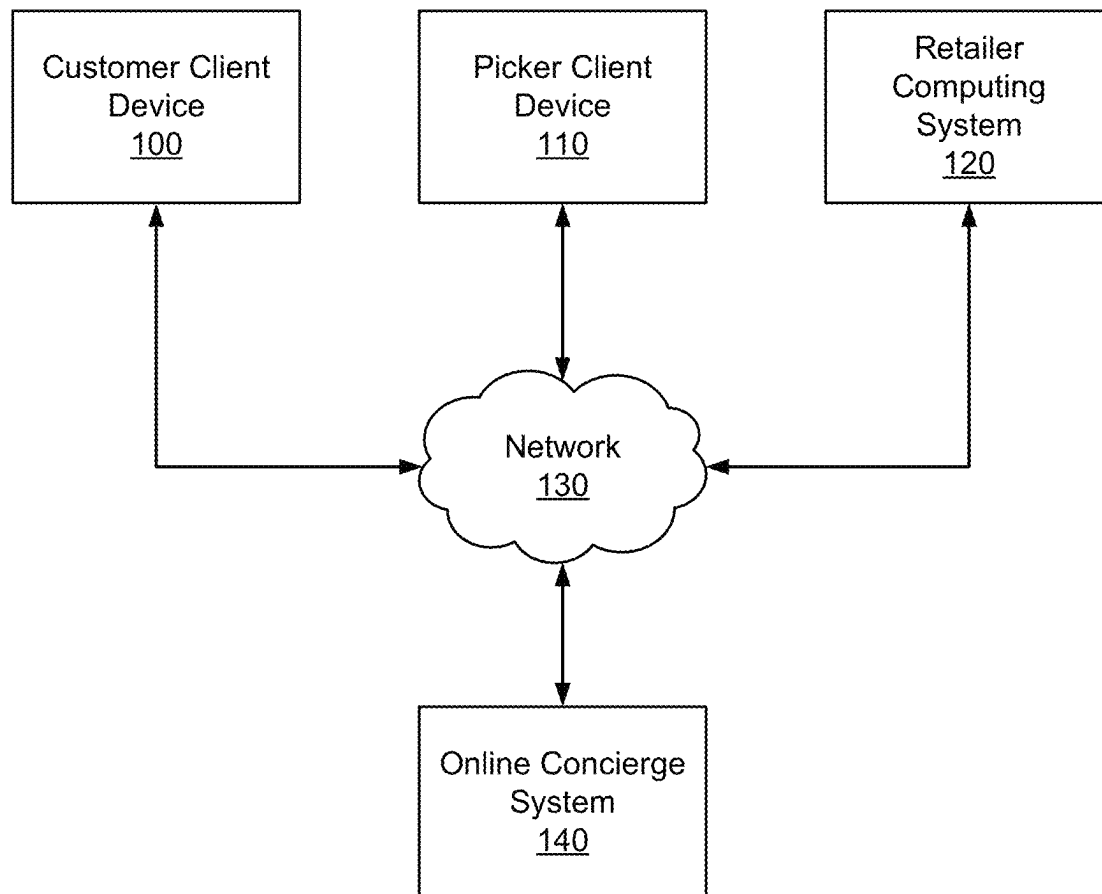 Customer Client
Device
100
Picker Client
Device
110
Retailer
Computing
System
120
Network
130
Online Concierge
System
140